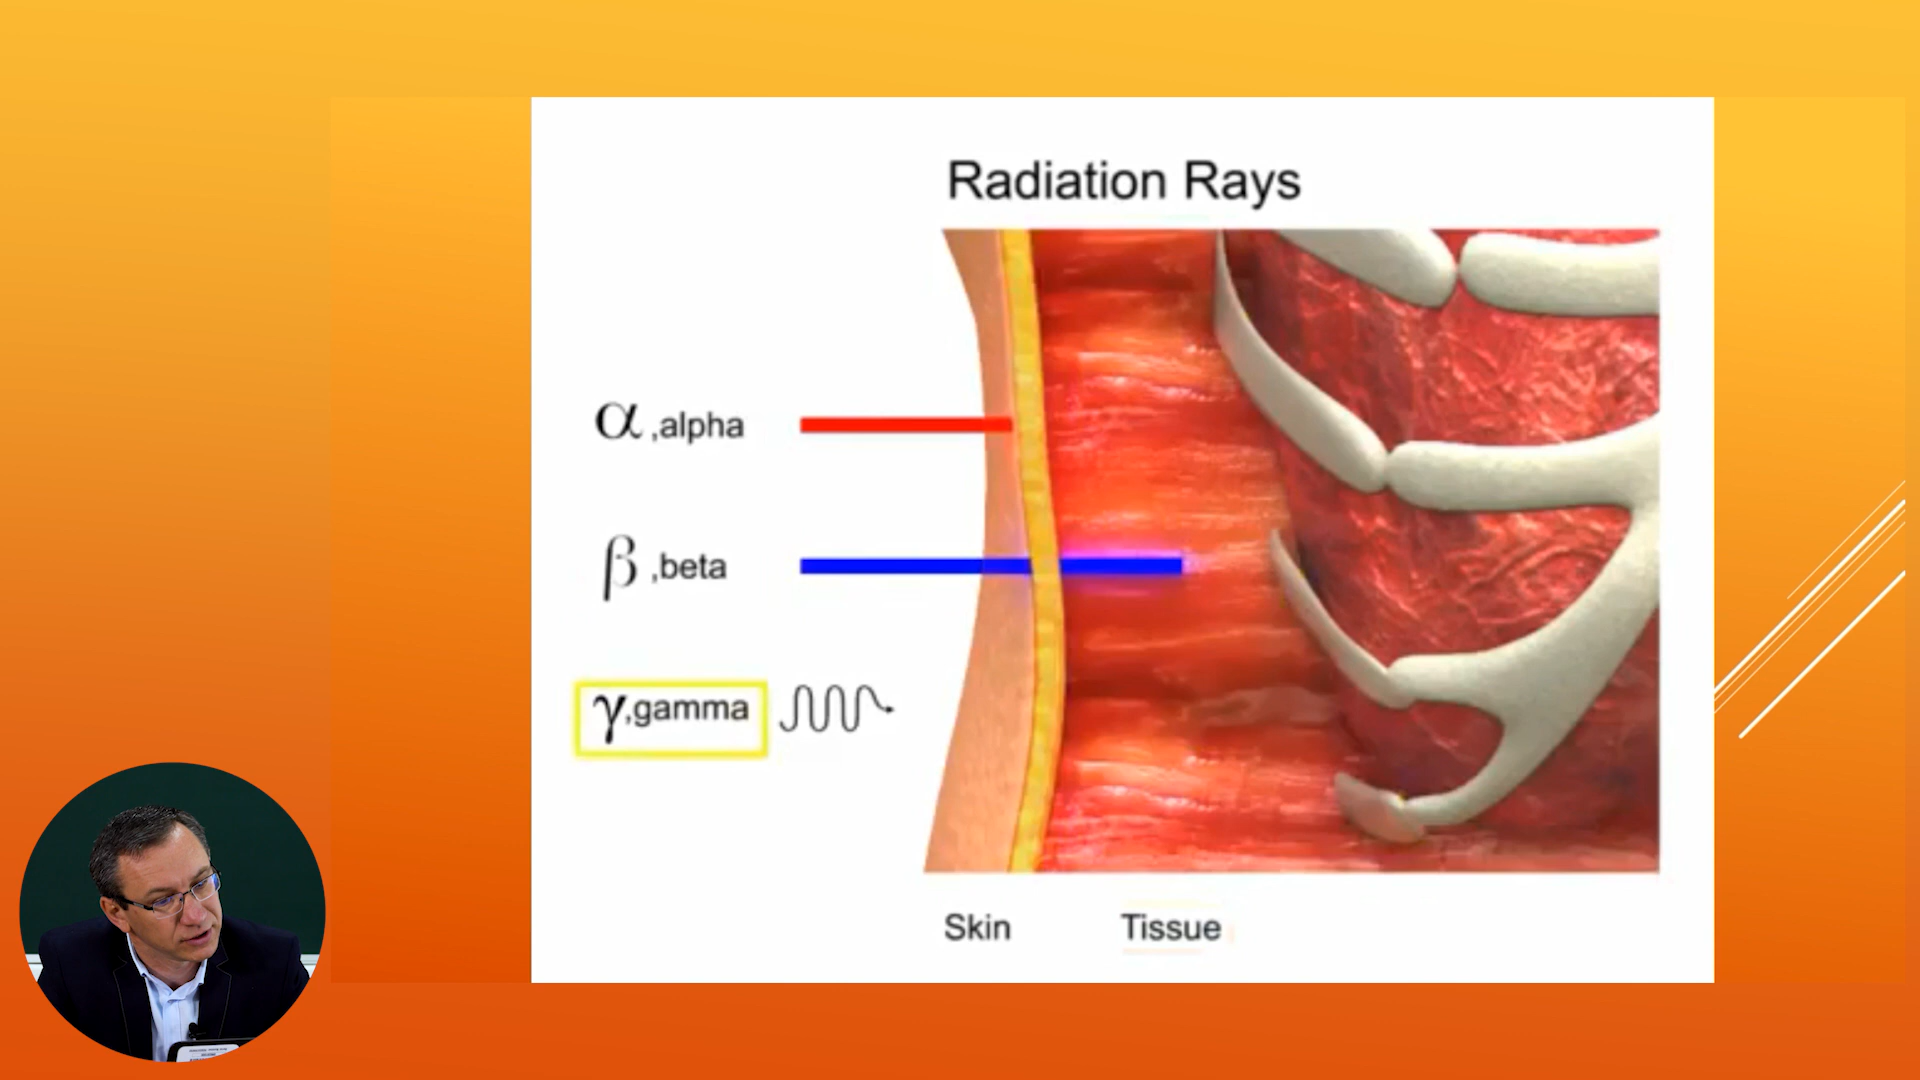 Radiation Rays
α ,alpha
β ,beta
γ,gamma
Skin
Tissue